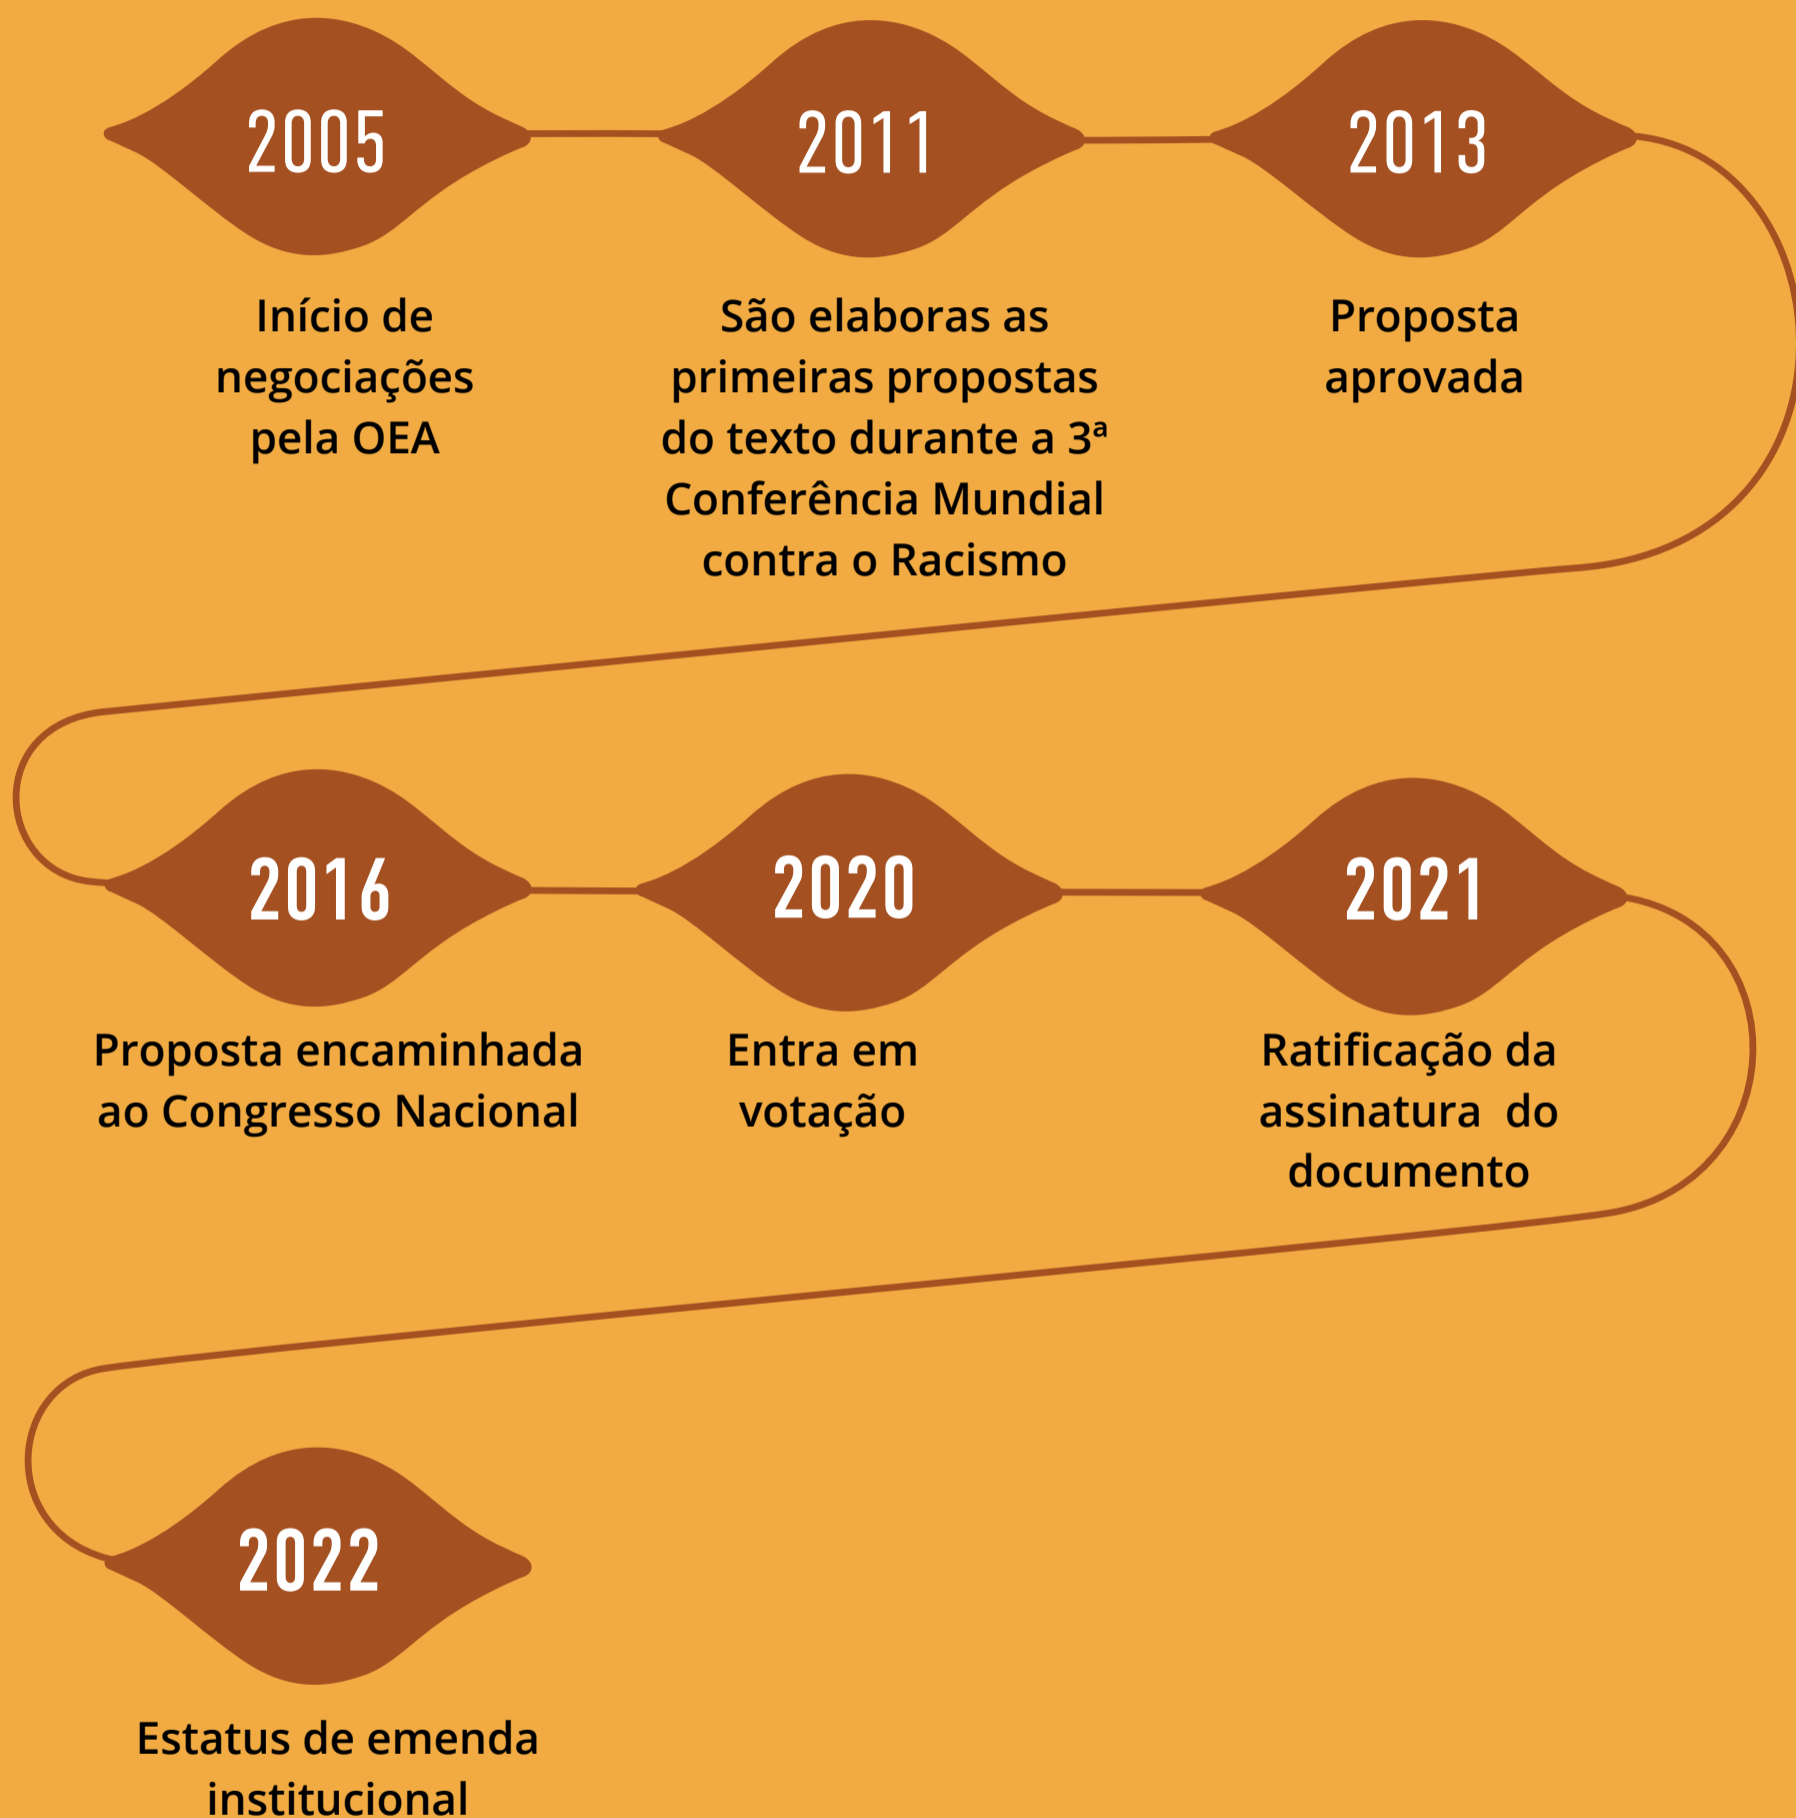 2005
Início de
negociações
pela OEA
2011
São elaboras as
primeiras propostas
do texto durante a 3ª
Conferência Mundial
contra o Racismo
2013
Proposta
aprovada
2016
Proposta encaminhada
ao Congresso Nacional
2020
Entra em
votação
2021
Ratificação da
assinatura  do
documento
2022
Estatus de emenda
institucional